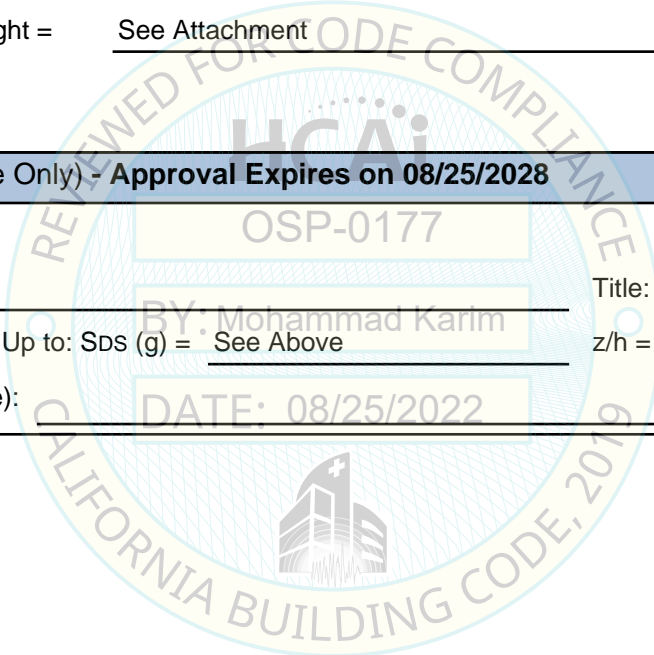 ght = See Attachment
REVIEWED FOR CODE COMPLIANCE
HCAi
e Only) - Approval Expires on 08/25/2028
OSP-0177
Title:
BY: Mohammad Karim
Up to: SDS (g) = See Above z/h =
e):
DATE: 08/25/2022
CALIFORNIA BUILDING CODE, 2019